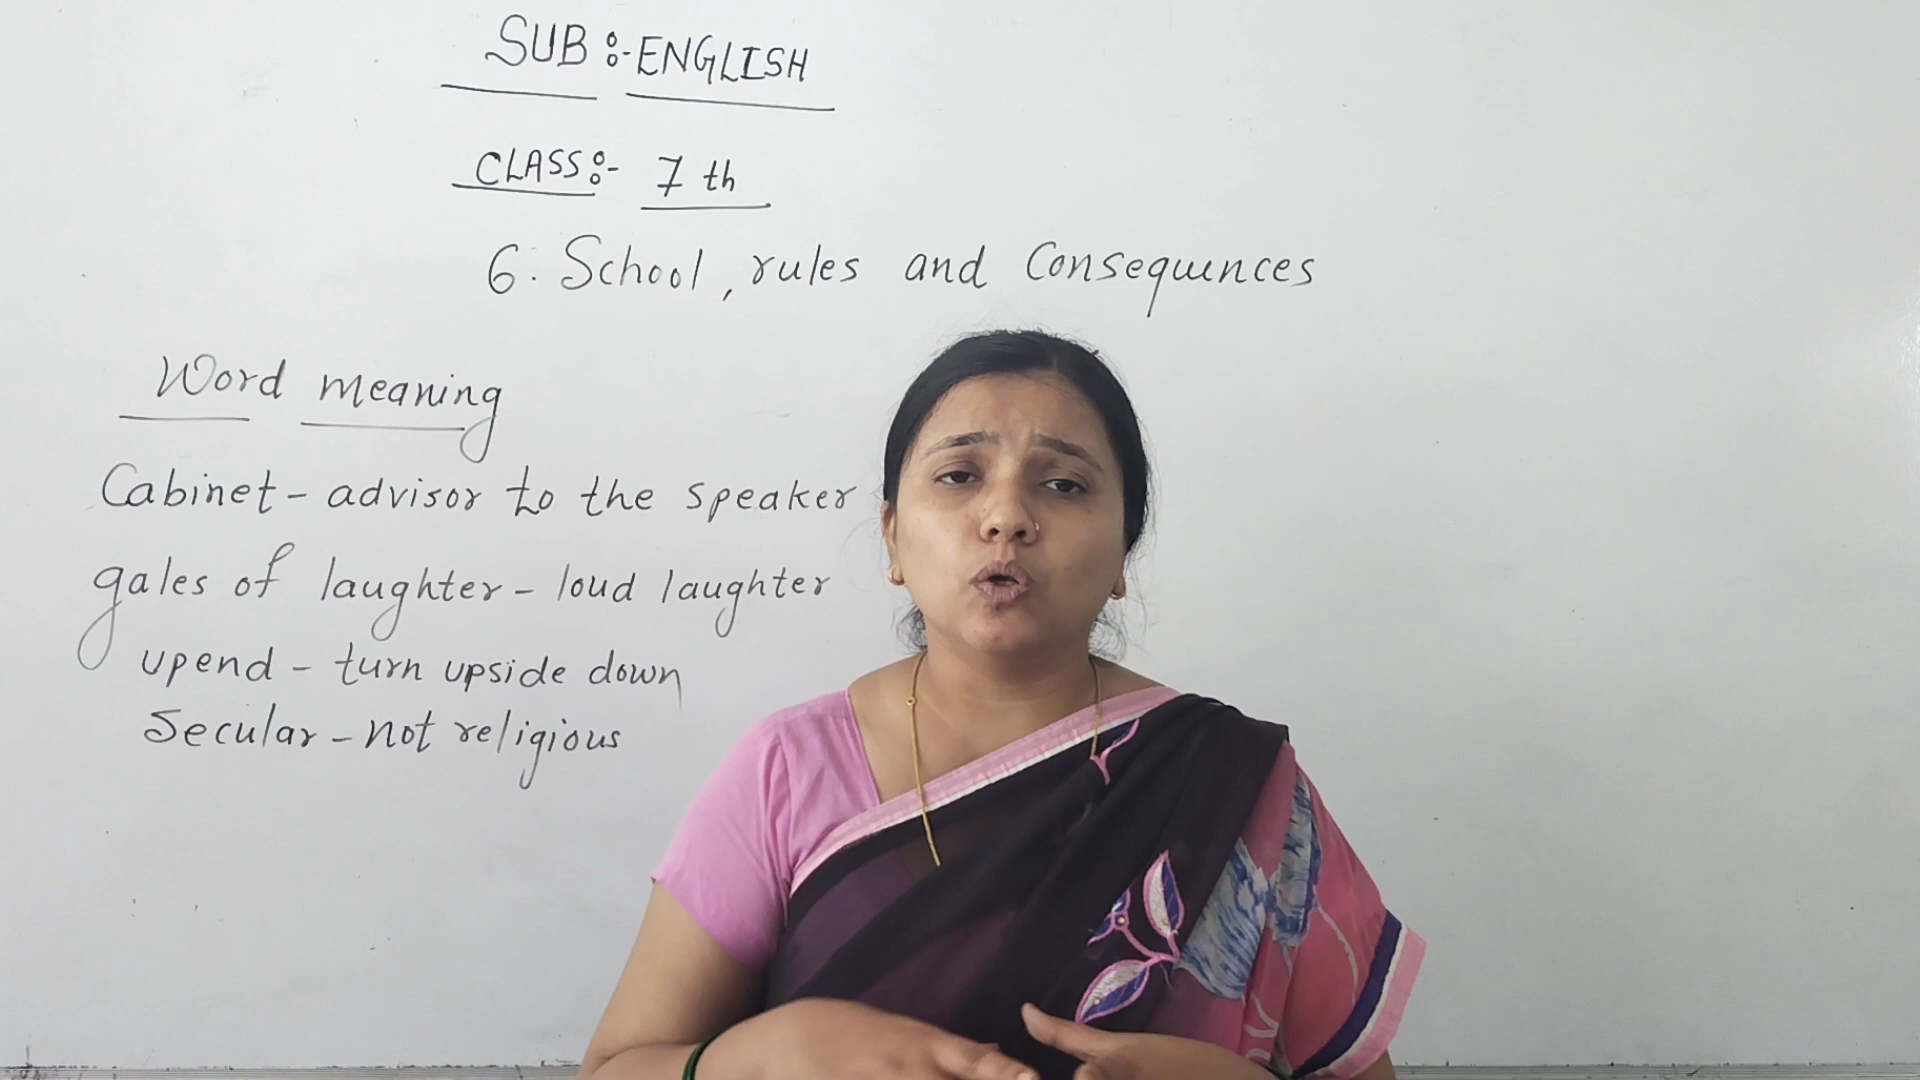 SUB :- ENGLISH
CLASS :- 7 th
6. School, rules and Consequences
Word meaning
Cabinet - advisor to the speaker
gales of laughter - loud laughter
upend - turn upside down
Secular - not religious